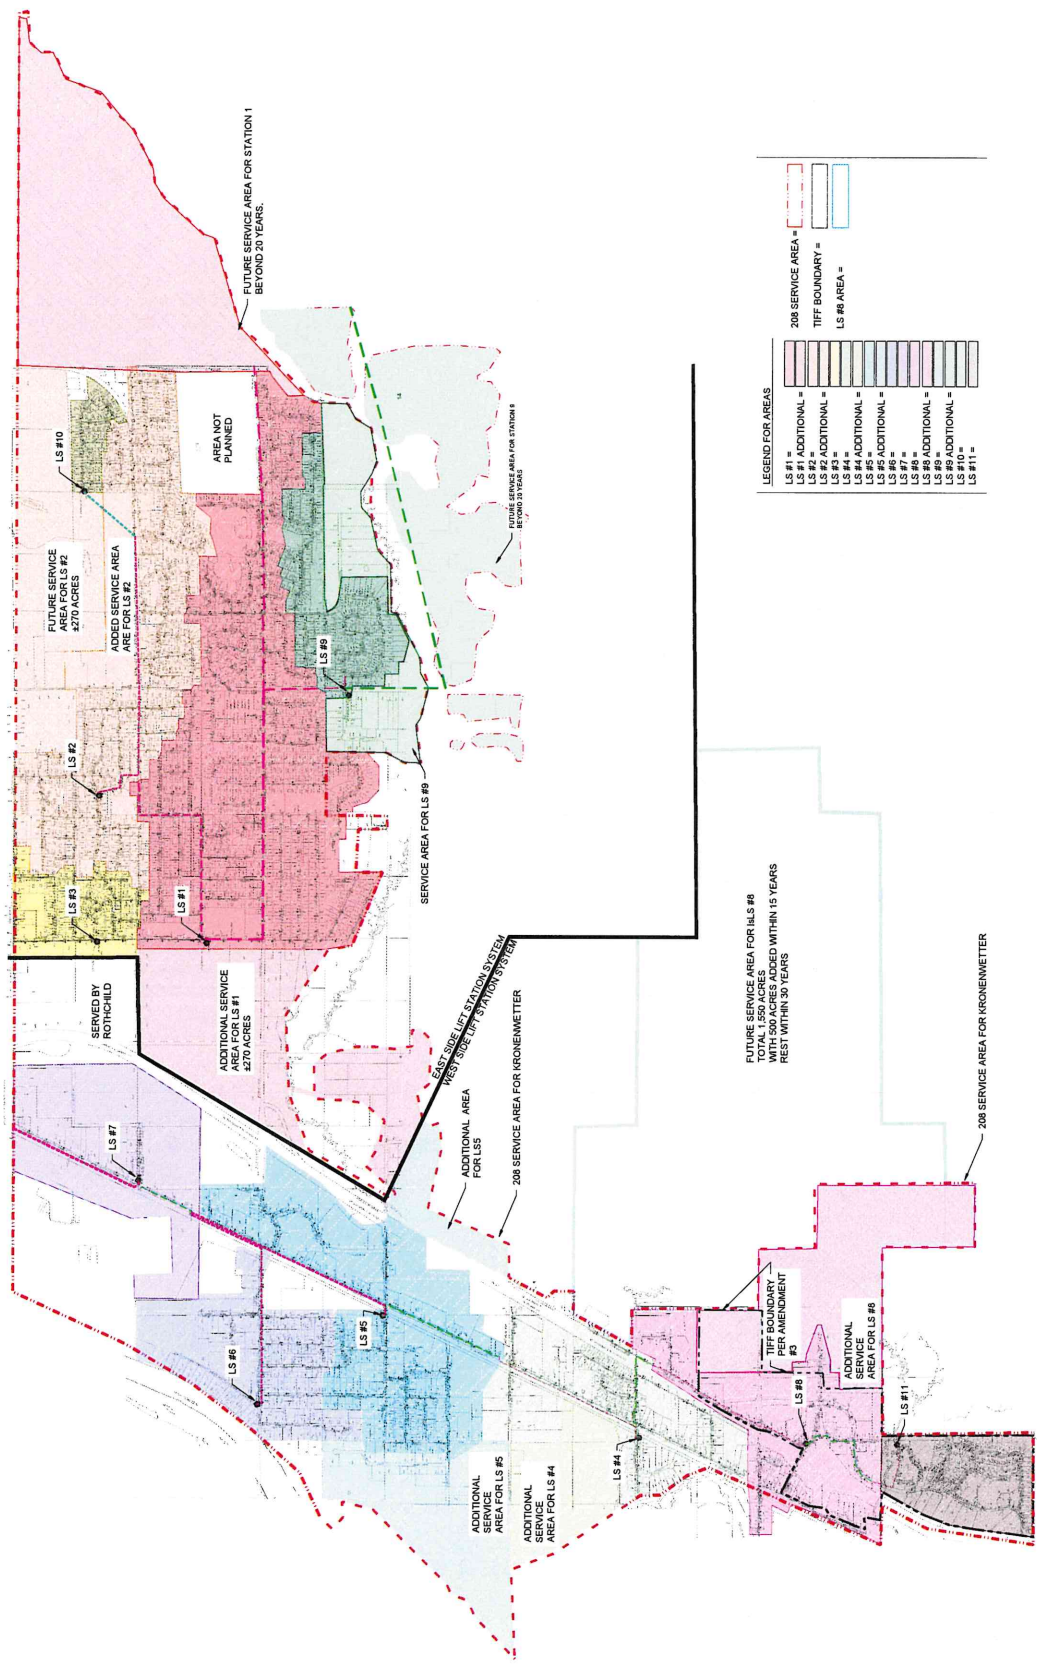 FUTURE SERVICE AREA FOR STATION 1
BEYOND 20 YEARS.
LS #10
FUTURE SERVICE
AREA FOR LS #2
±270 ACRES
ADDED SERVICE AREA
ARE FOR LS #2
AREA NOT
PLANNED
14
FUTURE SERVICE AREA FOR STATION 9
BEYOND 20 YEARS
LS #9
LS #2
SERVICE AREA FOR LS #9
LS #3
LS #1
SERVED BY
ROTHCHILD
ADDITIONAL SERVICE
AREA FOR LS #1
±270 ACRES
EAST SIDE LIFT STATION SYSTEM
WEST SIDE LIFT STATION SYSTEM
LS #7
ADDITIONAL AREA
FOR LS5
208 SERVICE AREA FOR KRONENWETTER
LS #6
LS #5
ADDITIONAL
SERVICE
AREA FOR LS #5
ADDITIONAL
SERVICE
AREA FOR LS #4
LS #4
FUTURE SERVICE AREA FOR lsLS #8
TOTAL 1,550 ACRES
WITH 500 ACRES ADDED WITHIN 15 YEARS
REST WITHIN 30 YEARS
208 SERVICE AREA FOR KRONENWETTER
TIFF BOUNDARY
PER AMENDMENT
#3
ADDITIONAL
SERVICE
AREA FOR LS #8
LS #8
LS #11
LEGEND FOR AREAS
LS #1 =
LS #1 ADDITIONAL =
LS #2 =
LS #2 ADDITIONAL =
LS #3 =
LS #4 =
LS #4 ADDITIONAL =
LS #5 =
LS #5 ADDITIONAL =
LS #6 =
LS #7 =
LS #8 =
LS #8 ADDITIONAL =
LS #9 =
LS #9 ADDITIONAL =
LS #10 =
LS #11 =
208 SERVICE AREA =
TIFF BOUNDARY =
LS #8 AREA =